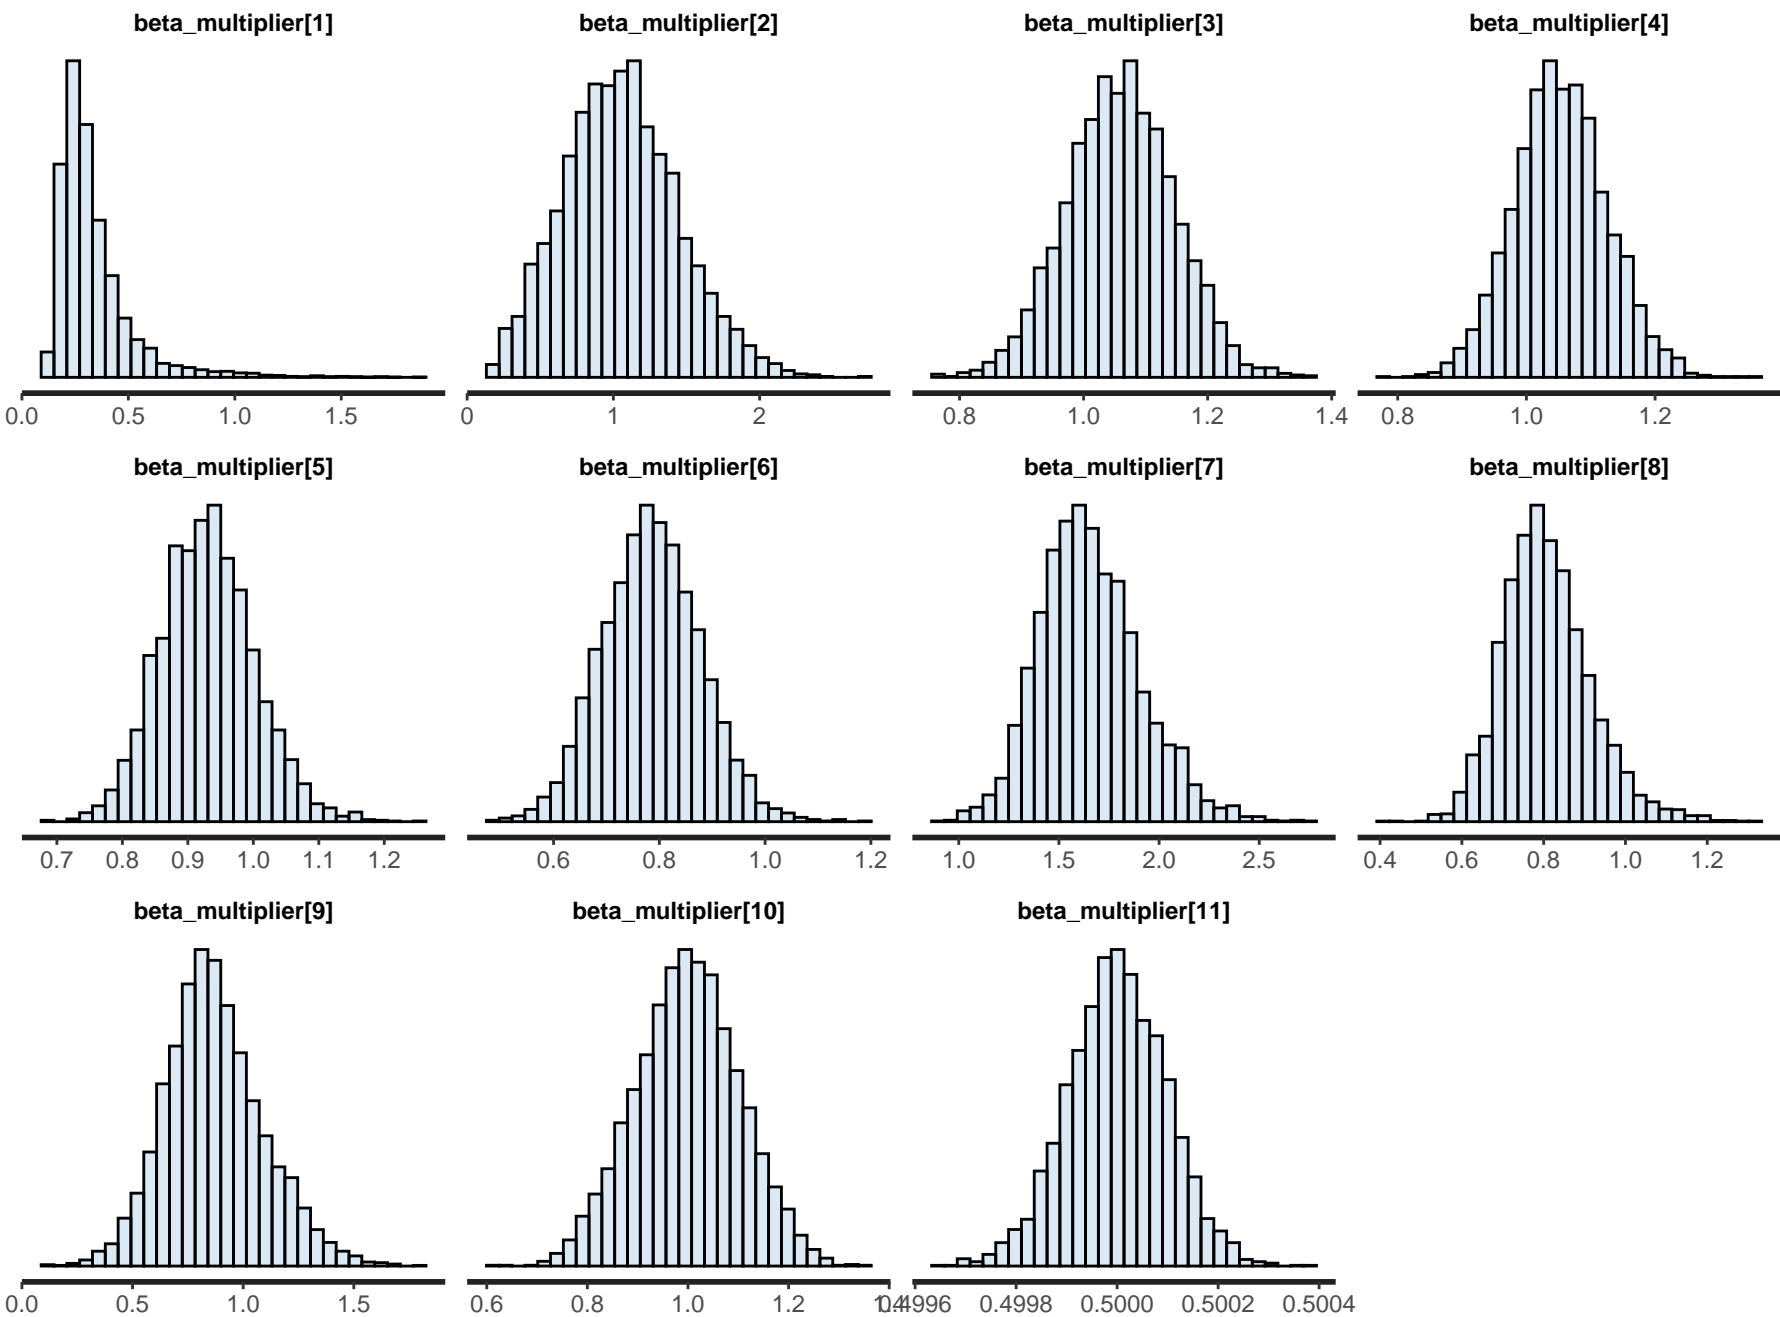 beta_multiplier[1] beta_multiplier[2] beta_multiplier[3] beta_multiplier[4]
0.0 0.5 1.0 1.5 0 1 2 0.8 1.0 1.2 1.4 0.8 1.0 1.2
beta_multiplier[5] beta_multiplier[6] beta_multiplier[7] beta_multiplier[8]
0.7 0.8 0.9 1.0 1.1 1.2 0.6 0.8 1.0 1.2 1.0 1.5 2.0 2.5 0.4 0.6 0.8 1.0 1.2
beta_multiplier[9] beta_multiplier[10] beta_multiplier[11]
0.0 0.5 1.0 1.5 0.6 0.8 1.0 1.2 1.4 0.4996 0.4998 0.5000 0.5002 0.5004